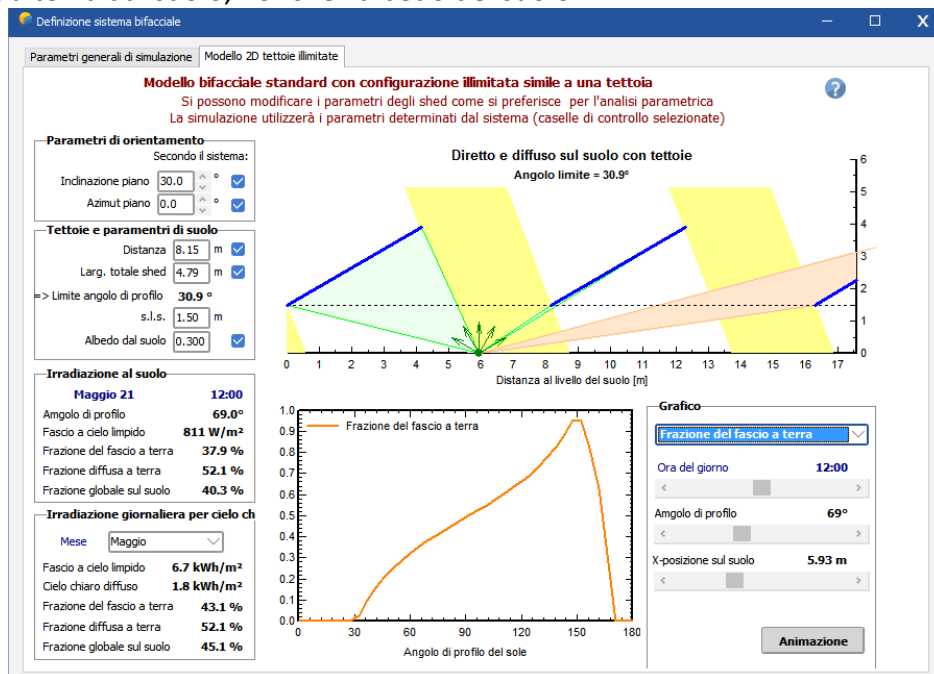 Definizione sistema bifacciale
Parametri generali di simulazione
Modello 2D tettoie illimitate
Modello bifacciale standard con configurazione illimitata simile a una tettoia
Si possono modificare i parametri degli shed come si preferisce per l'analisi parametrica
La simulazione utilizzerà i parametri determinati dal sistema (caselle di controllo selezionate)
?
Parametri di orientamento
Secondo il sistema:
Inclinazione piano 30.0 °
Azimut piano 0.0 °
Tettoie e paramentri di suolo
Distanza 8.15 m
Larg. totale shed 4.79 m
=> Limite angolo di profilo 30.9 °
s.l.s. 1.50 m
Albedo dal suolo 0.300
Irradiazione al suolo
Maggio 21 12:00
Angolo di profilo 69.0°
Fascio a cielo limpido 811 W/m²
Frazione del fascio a terra 37.9 %
Frazione diffusa a terra 52.1 %
Frazione globale sul suolo 40.3 %
Irradiazione giornaliera per cielo ch
Mese Maggio
Fascio a cielo limpido 6.7 kWh/m²
Cielo chiaro diffuso 1.8 kWh/m²
Frazione del fascio a terra 43.1 %
Frazione diffusa a terra 52.1 %
Frazione globale sul suolo 45.1 %
Diretto e diffuso sul suolo con tettoie
Angolo limite = 30.9°
6
5
4
3
2
1
0
0 1 2 3 4 5 6 7 8 9 10 11 12 13 14 15 16 17
Distanza al livello del suolo [m]
1.0
0.9
0.8
0.7
0.6
0.5
0.4
0.3
0.2
0.1
0.0
Frazione del fascio a terra
0 30 60 90 120 150 180
Angolo di profilo del sole
Grafico
Frazione del fascio a terra
Ora del giorno 12:00
Amgolo di profilo 69°
X-posizione sul suolo 5.93 m
Animazione